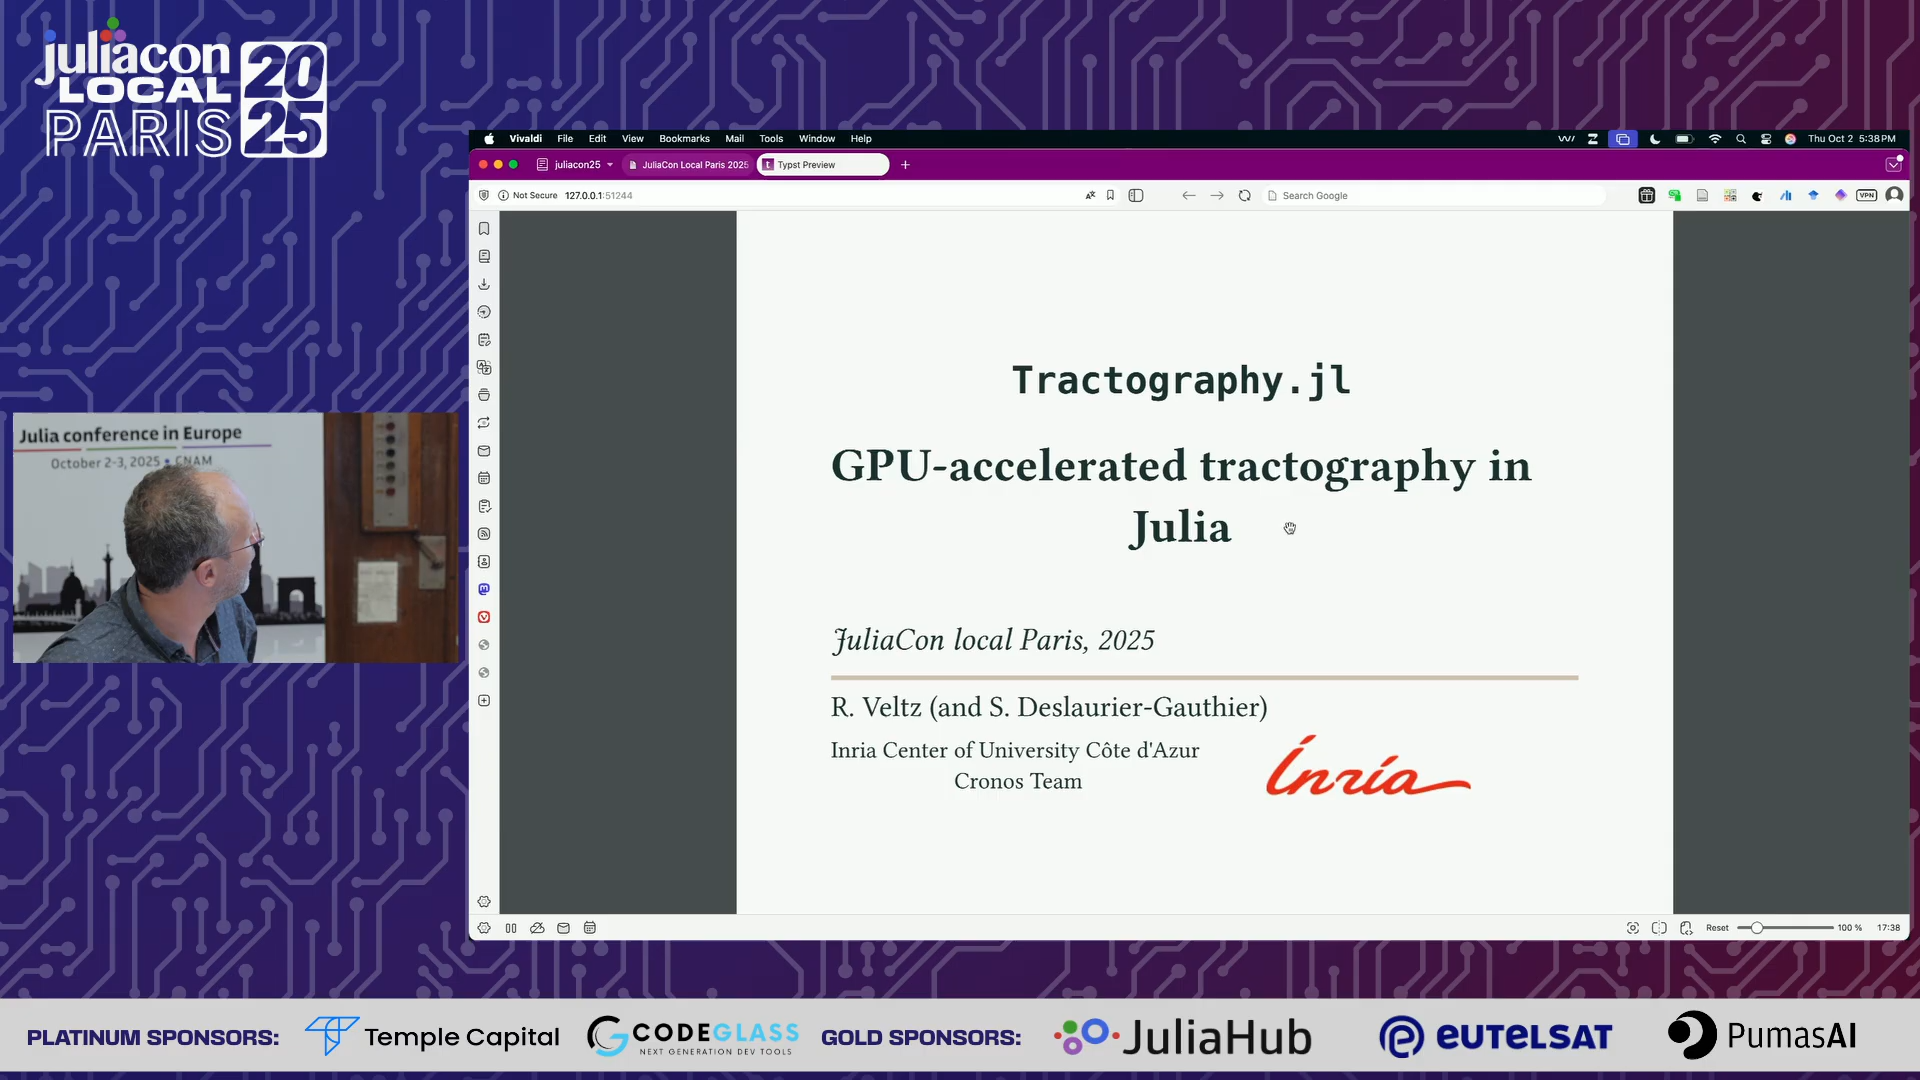 juliacon
LOCAL
PARIS
20
25
Vivaldi File Edit View Bookmarks Mail Tools Window Help
Thu Oct 2 5:38 PM
juliacon25
JuliaCon Local Paris 2025
Typst Preview
Not Secure 127.0.0.1:51244
Search Google
VPN
Tractography.jl
GPU-accelerated tractography in
Julia
JuliaCon local Paris, 2025
R. Veltz (and S. Deslaurier-Gauthier)
Inria Center of University Côte d'Azur
Cronos Team
Inria
Julia conference in Europe
October 2-3, 2025 • CNAM
Reset 100 % 17:38
PLATINUM SPONSORS:
Temple Capital
CODEGLASS
NEXT GENERATION DEV TOOLS
GOLD SPONSORS:
JuliaHub
eUTELSAT
PumasAI